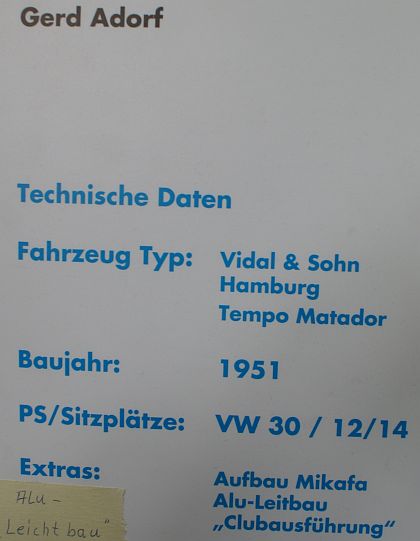 Gerd Adorf
Technische Daten
Fahrzeug Typ: Vidal & Sohn
Hamburg
Tempo Matador
Baujahr: 1951
PS/Sitzplätze: VW 30 / 12/14
Extras: Aufbau Mikafa
Alu-Leitbau
„Clubausführung“
Alu -
„Leichtbau“